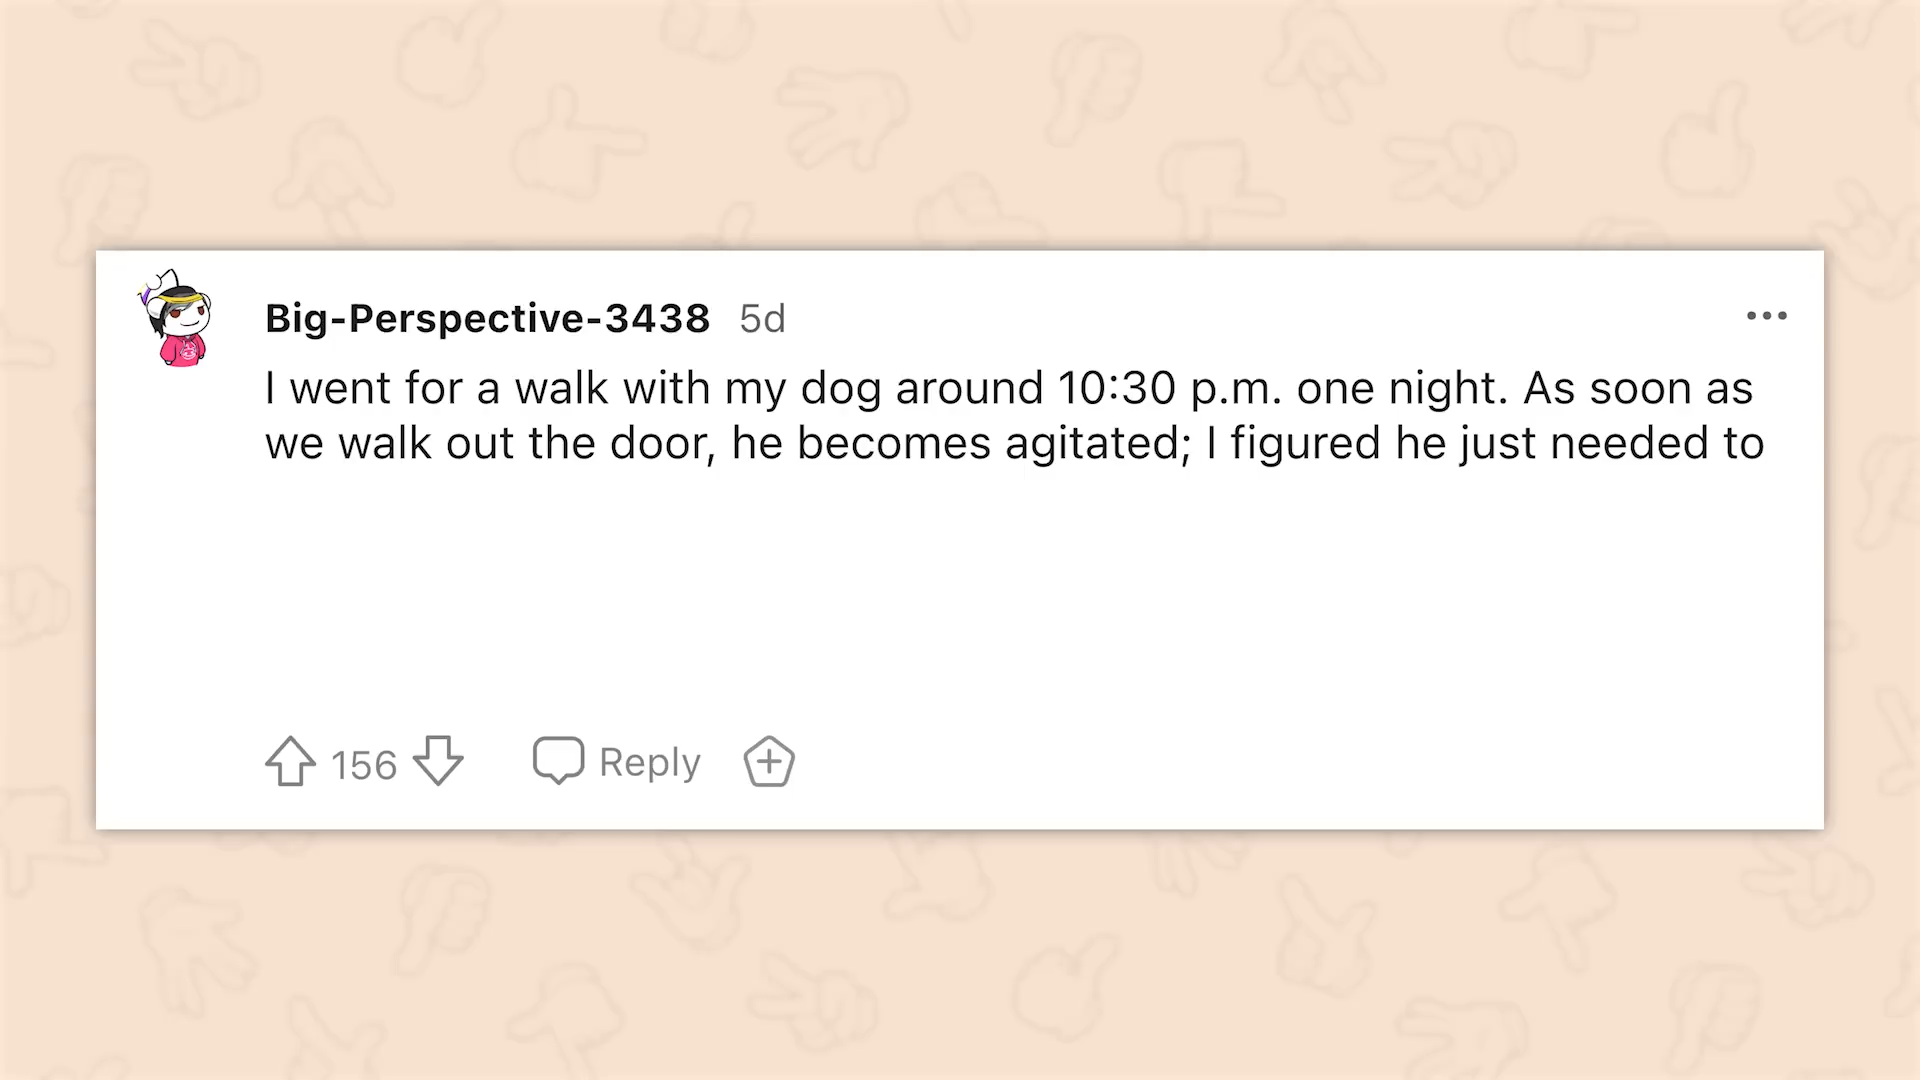 Big-Perspective-3438 5d
I went for a walk with my dog around 10:30 p.m. one night. As soon as
we walk out the door, he becomes agitated; I figured he just needed to
156 Reply